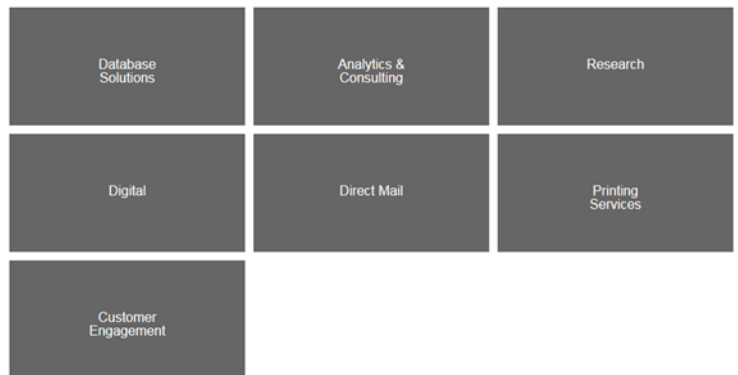 Database
Solutions
Analytics &
Consulting
Research
Digital
Direct Mail
Printing
Services
Customer
Engagement